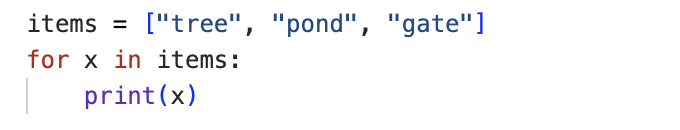 items = ["tree", "pond", "gate"]
for x in items:
    print(x)